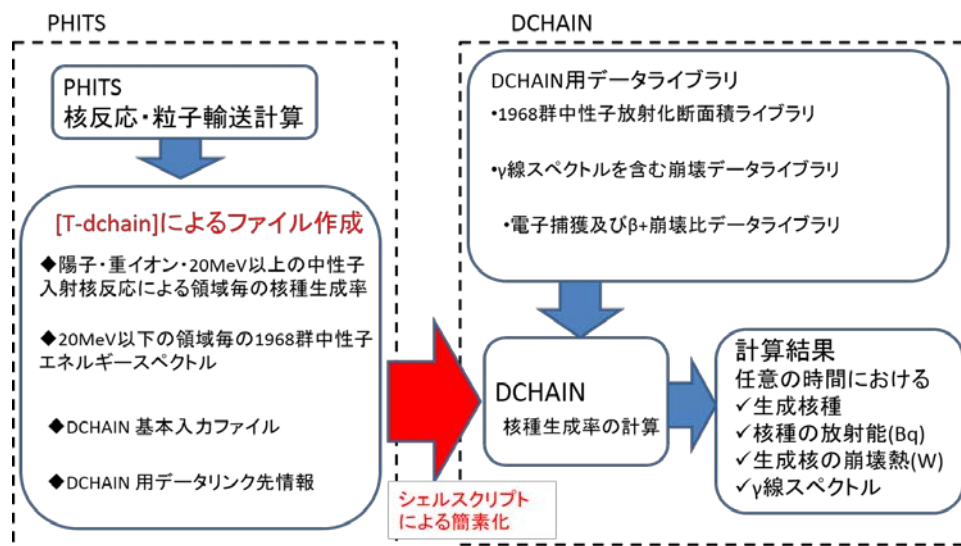 PHITS
PHITS
核反応・粒子輸送計算
[T-dchain]によるファイル作成
◆陽子・重イオン・20MeV以上の中性子
入射核反応による領域毎の核種生成率
◆20MeV以下の領域毎の1968群中性子
エネルギースペクトル
◆DCHAIN 基本入力ファイル
◆DCHAIN 用データリンク先情報
シェルスクリプト
による簡素化
DCHAIN
DCHAIN用データライブラリ
•1968群中性子放射化断面積ライブラリ
•γ線スペクトルを含む崩壊データライブラリ
•電子捕獲及びβ+崩壊比データライブラリ
DCHAIN
核種生成率の計算
計算結果
任意の時間における
✓生成核種
✓核種の放射能(Bq)
✓生成核の崩壊熱(W)
✓γ線スペクトル